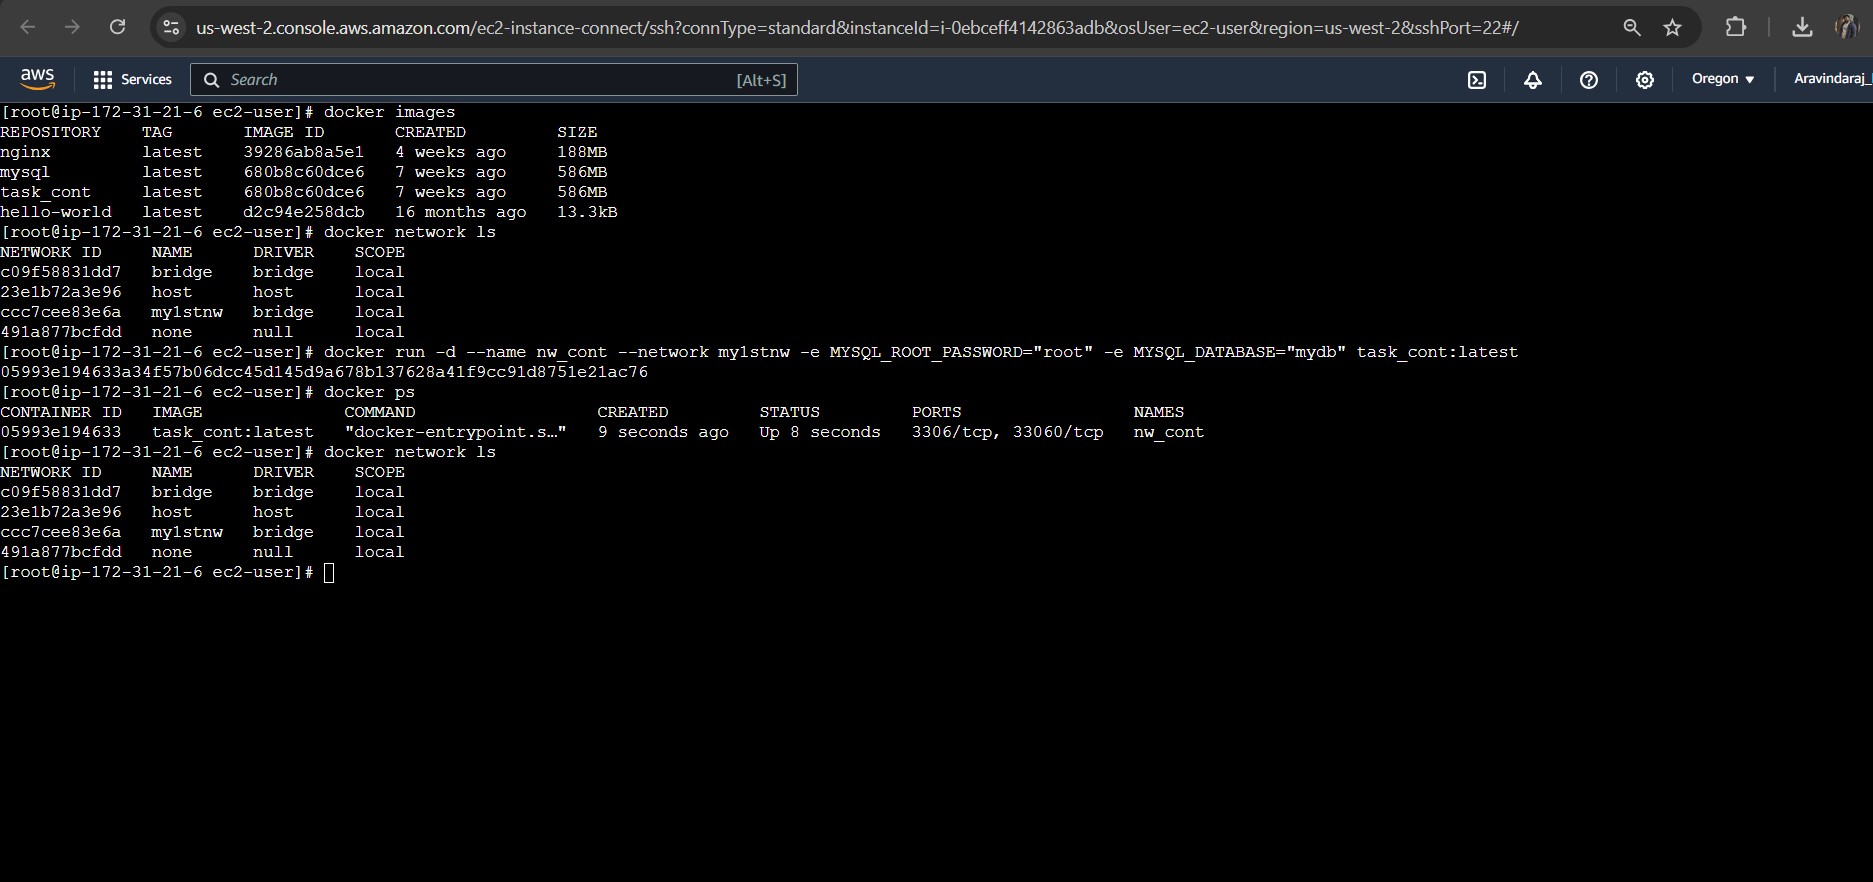 us-west-2.console.aws.amazon.com/ec2-instance-connect/ssh?connType=standard&instanceId=i-0ebceff4142863adb&osUser=ec2-user&region=us-west-2&sshPort=22#/
aws Services Search [Alt+S] Oregon Aravindaraj_
[root@ip-172-31-21-6 ec2-user]# docker images
REPOSITORY    TAG       IMAGE ID       CREATED         SIZE
nginx         latest    39286ab8a5e1   4 weeks ago     188MB
mysql         latest    680b8c60dce6   7 weeks ago     586MB
task_cont     latest    680b8c60dce6   7 weeks ago     586MB
hello-world   latest    d2c94e258dcb   16 months ago   13.3kB
[root@ip-172-31-21-6 ec2-user]# docker network ls
NETWORK ID     NAME      DRIVER    SCOPE
c09f58831dd7   bridge    bridge    local
23e1b72a3e96   host      host      local
ccc7cee83e6a   my1stnw   bridge    local
491a877bcfdd   none      null      local
[root@ip-172-31-21-6 ec2-user]# docker run -d --name nw_cont --network my1stnw -e MYSQL_ROOT_PASSWORD="root" -e MYSQL_DATABASE="mydb" task_cont:latest
05993e194633a34f57b06dcc45d145d9a678b137628a41f9cc91d8751e21ac76
[root@ip-172-31-21-6 ec2-user]# docker ps
CONTAINER ID   IMAGE              COMMAND                  CREATED         STATUS         PORTS                 NAMES
05993e194633   task_cont:latest   "docker-entrypoint.s…"   9 seconds ago   Up 8 seconds   3306/tcp, 33060/tcp   nw_cont
[root@ip-172-31-21-6 ec2-user]# docker network ls
NETWORK ID     NAME      DRIVER    SCOPE
c09f58831dd7   bridge    bridge    local
23e1b72a3e96   host      host      local
ccc7cee83e6a   my1stnw   bridge    local
491a877bcfdd   none      null      local
[root@ip-172-31-21-6 ec2-user]#